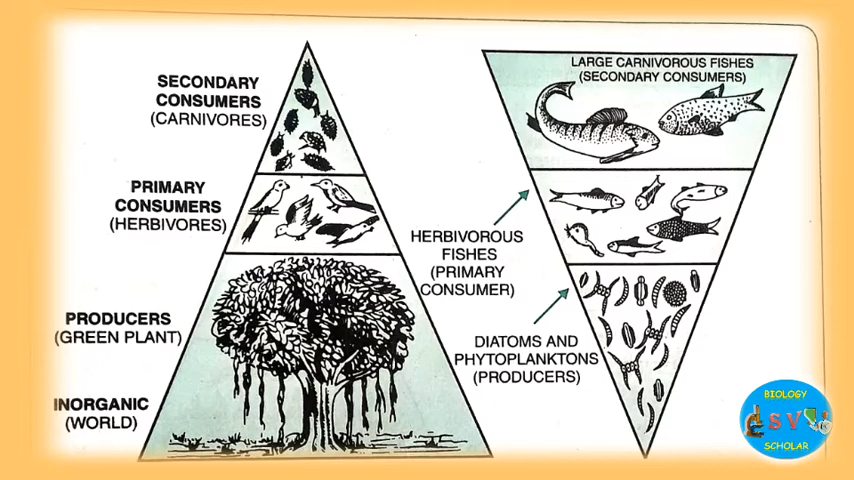 SECONDARY
CONSUMERS
(CARNIVORES)
PRIMARY
CONSUMERS
(HERBIVORES)
PRODUCERS
(GREEN PLANT)
INORGANIC
(WORLD)
LARGE CARNIVOROUS FISHES
(SECONDARY CONSUMERS)
HERBIVOROUS
FISHES
(PRIMARY
CONSUMER)
DIATOMS AND
PHYTOPLANKTONS
(PRODUCERS)
BIOLOGY
S V
SCHOLAR